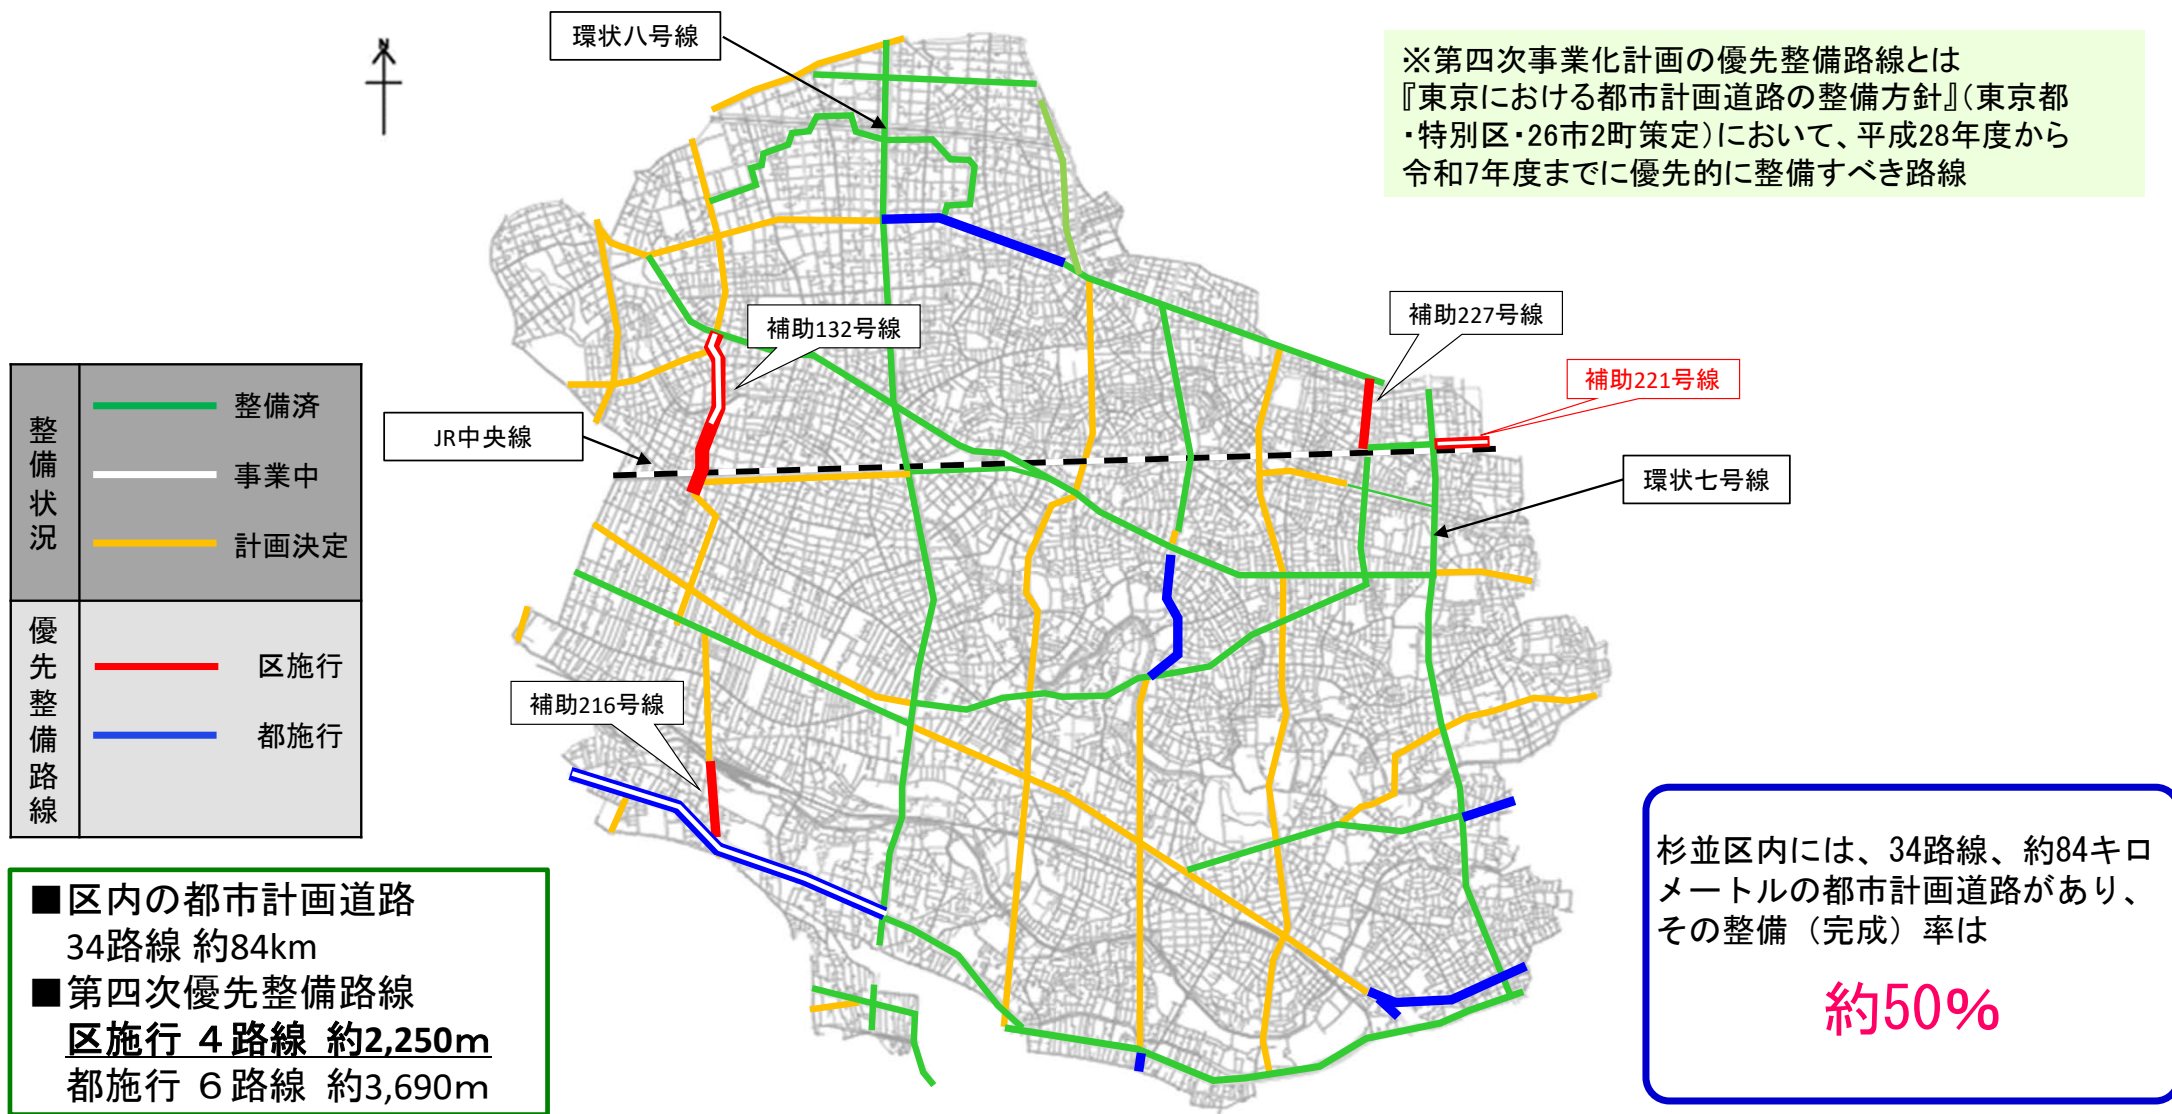 環状八号線
N
※第四次事業化計画の優先整備路線とは
『東京における都市計画道路の整備方針』(東京都
・特別区・26市2町策定)において、平成28年度から
令和7年度までに優先的に整備すべき路線
補助132号線
補助227号線
補助221号線
JR中央線
環状七号線
補助216号線
整備状況
整備済
事業中
計画決定
優先整備路線
区施行
都施行
■区内の都市計画道路
34路線 約84km
■第四次優先整備路線
区施行 4路線 約2,250m
都施行 6路線 約3,690m
杉並区内には、34路線、約84キロ
メートルの都市計画道路があり、
その整備（完成）率は
約50%